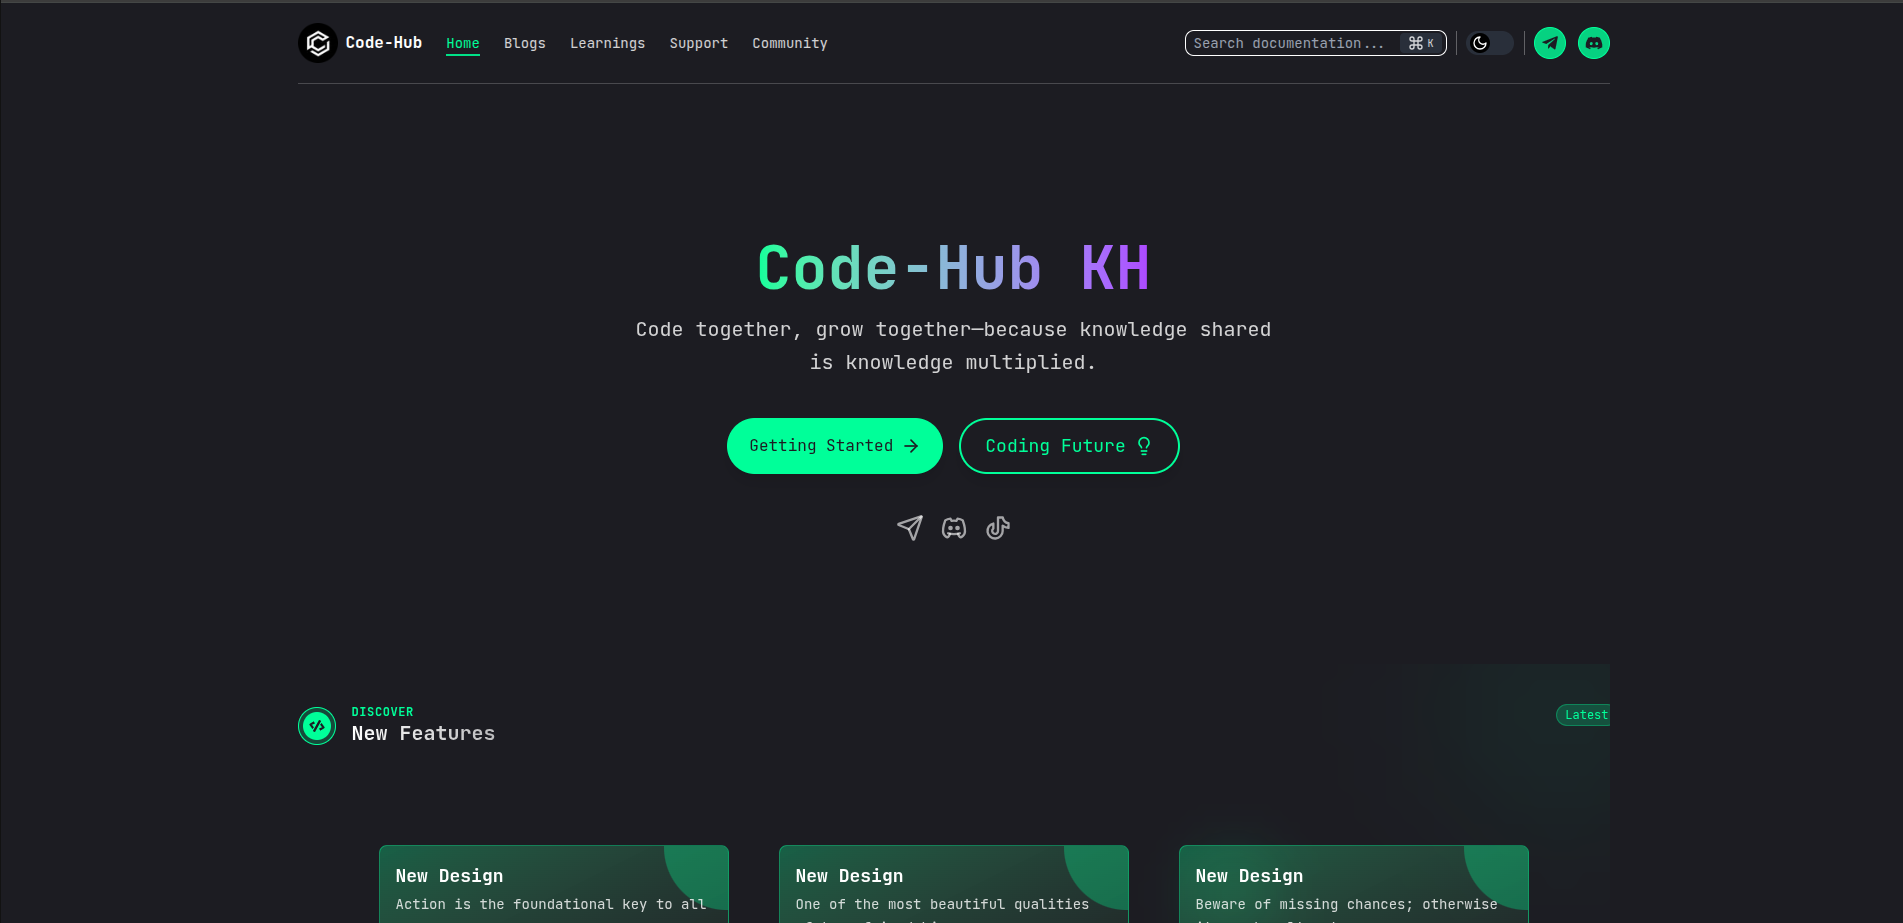 Code-Hub Home Blogs Learnings Support Community Search documentation... ⌘ K
Code-Hub KH
Code together, grow together—because knowledge shared
is knowledge multiplied.
Getting Started → Coding Future
DISCOVER
New Features
Latest
New Design
Action is the foundational key to all
New Design
One of the most beautiful qualities
New Design
Beware of missing chances; otherwise